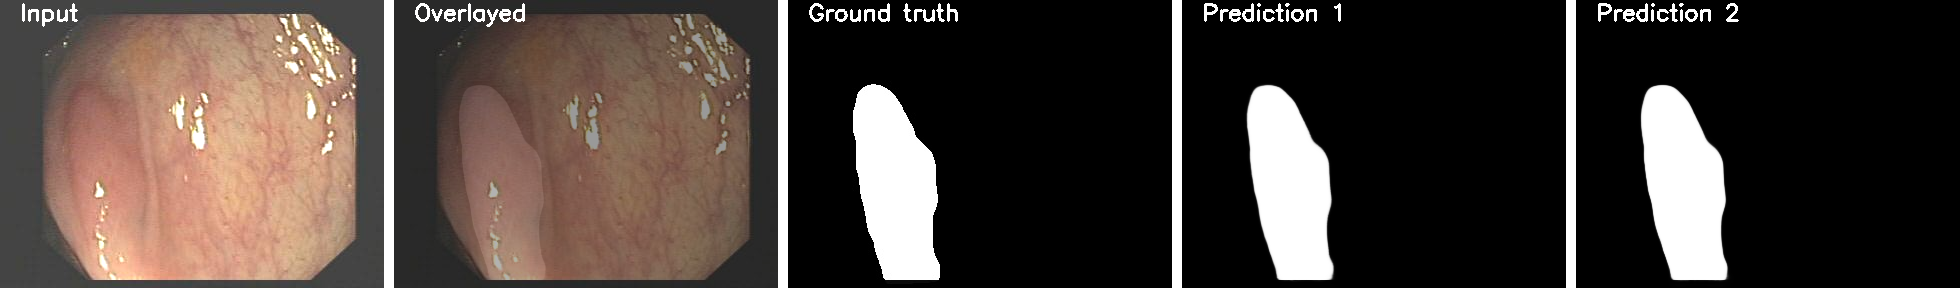 Input
Overlayed
Ground truth
Prediction 1
Prediction 2